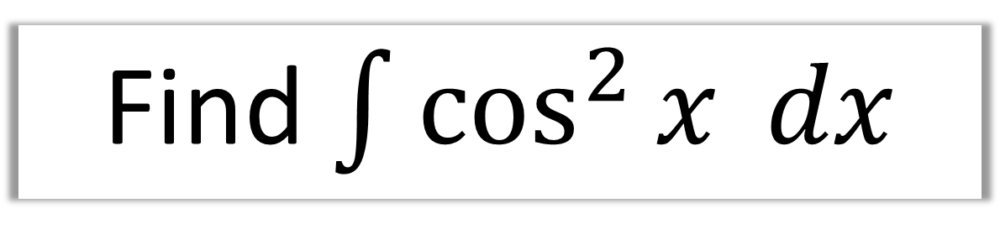 Find ∫ cos² x dx